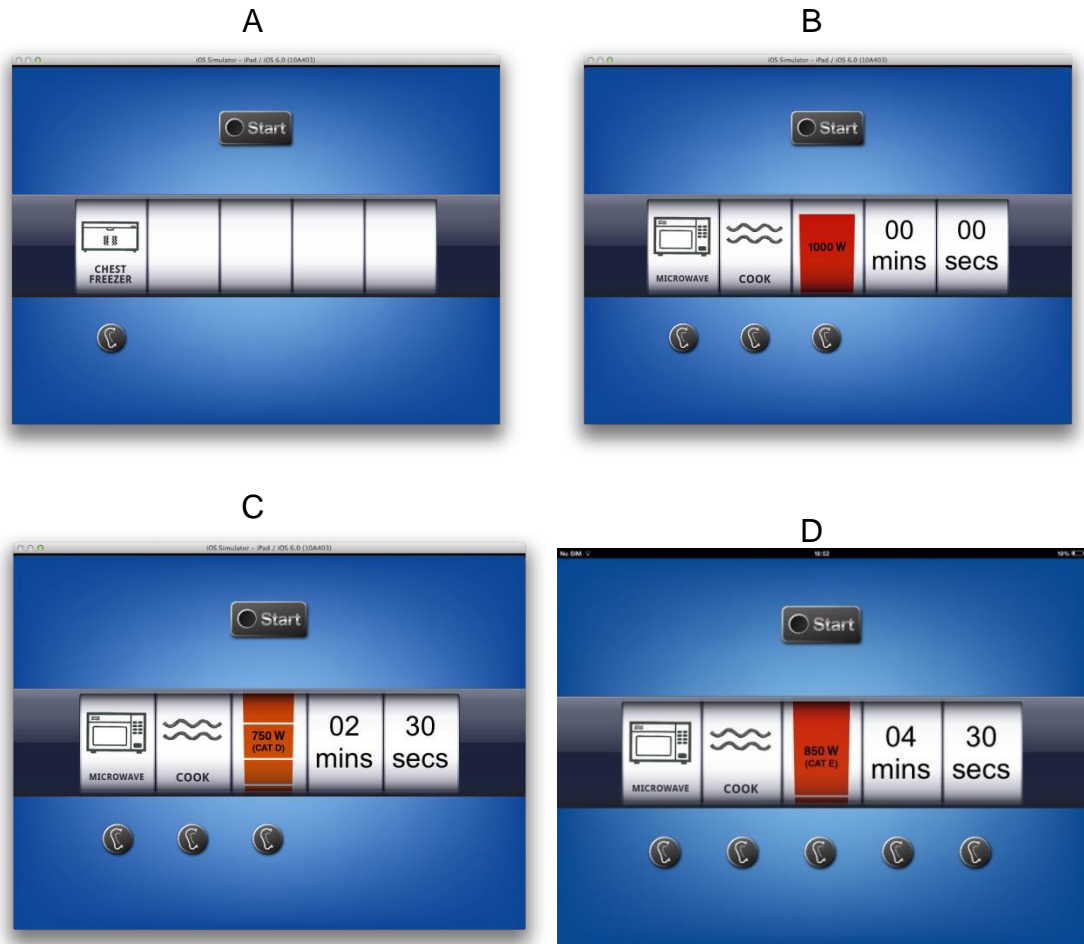 A
iOS Simulator – iPad / iOS 6.0 (10A403)
Start
CHEST
FREEZER
B
iOS Simulator – iPad / iOS 6.0 (10A403)
Start
MICROWAVE
COOK
1000 W
00
mins
00
secs
C
iOS Simulator – iPad / iOS 6.0 (10A403)
Start
MICROWAVE
COOK
750 W
(CAT D)
02
mins
30
secs
D
No SIM
18:52
19%
Start
MICROWAVE
COOK
850 W
(CAT E)
04
mins
30
secs